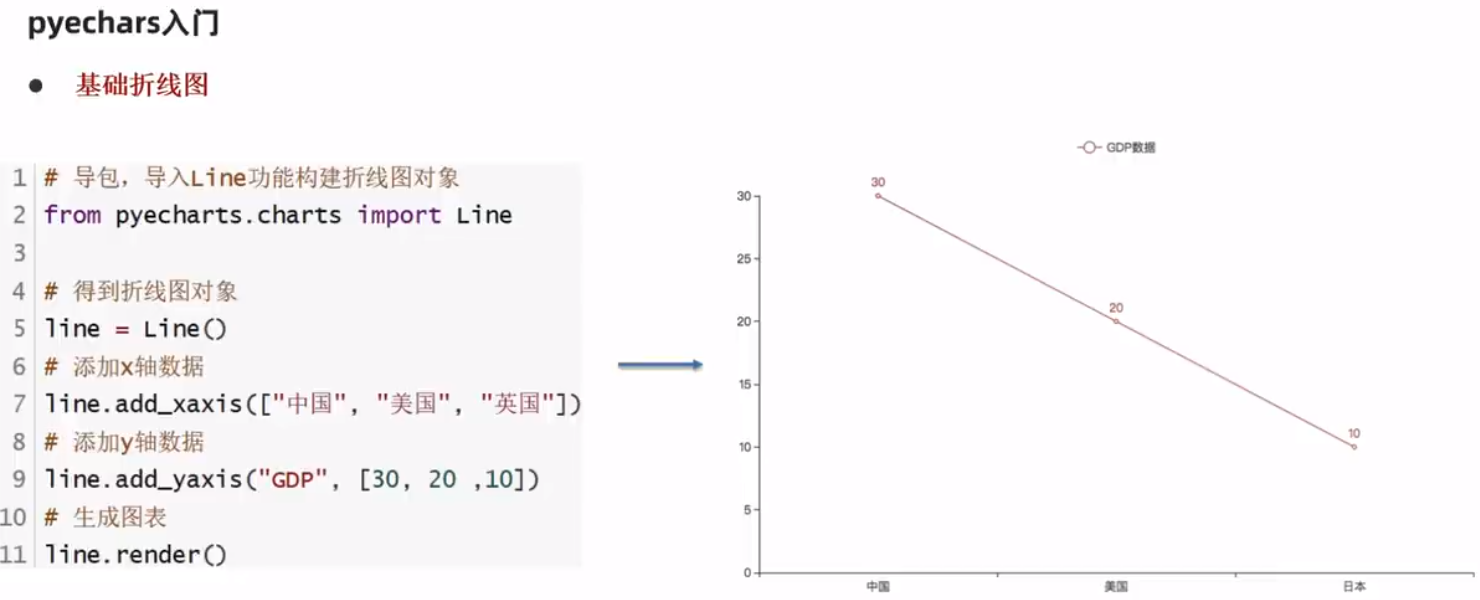 pyechars入门
● 基础折线图
1 # 导包，导入Line功能构建折线图对象
2 from pyecharts.charts import Line
3
4 # 得到折线图对象
5 line = Line()
6 # 添加x轴数据
7 line.add_xaxis(["中国", "美国", "英国"])
8 # 添加y轴数据
9 line.add_yaxis("GDP", [30, 20 ,10])
10 # 生成图表
11 line.render()
GDP数据
30
25
20
15
10
5
0
30
20
10
中国 美国 日本